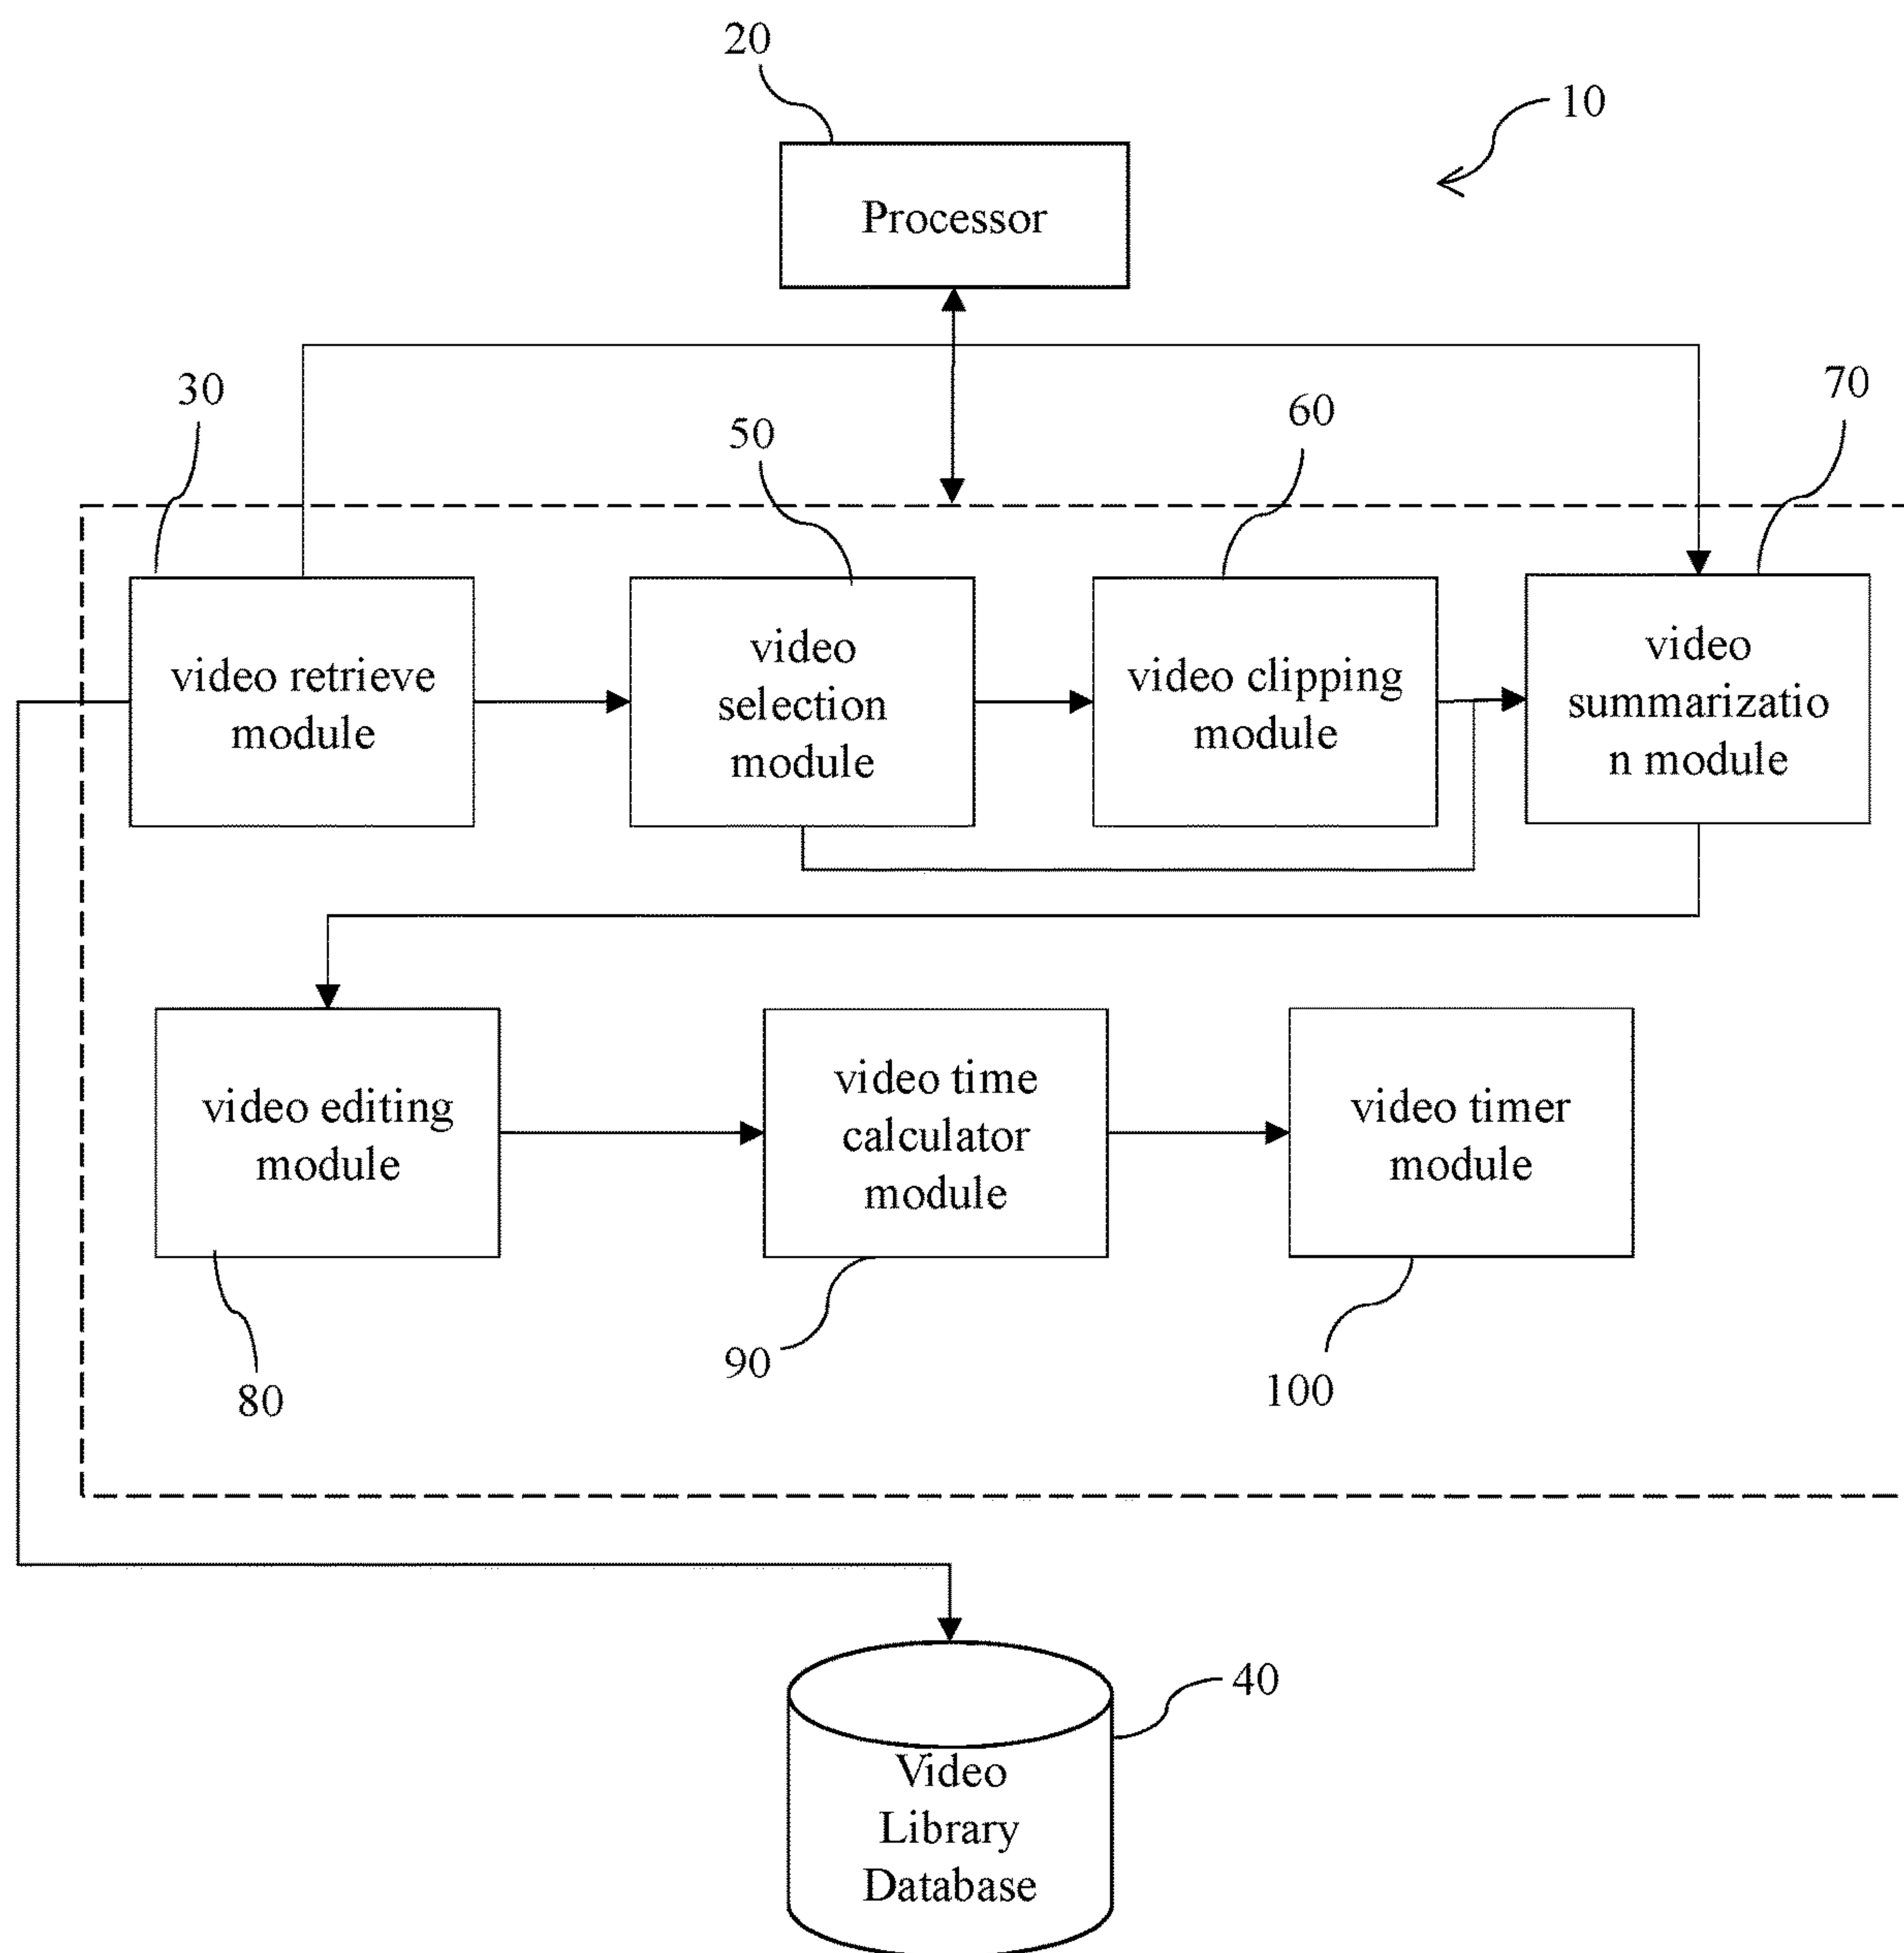 20
10
Processor
30
50
60
70
video retrieve
module
video
selection
module
video clipping
module
video
summarizatio
n module
video editing
module
video time
calculator
module
video timer
module
80
90
100
40
Video
Library
Database